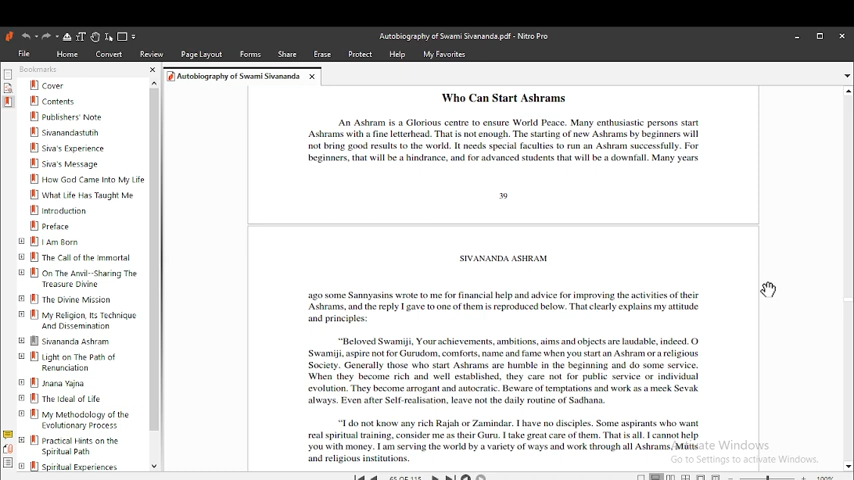 Autobiography of Swami Sivananda.pdf - Nitro Pro
File Home Convert Review Page Layout Forms Share Erase Protect Help My Favorites
Bookmarks
Autobiography of Swami Sivananda
Cover
Contents
Publishers' Note
Sivanandastutih
Siva's Experience
Siva's Message
How God Came Into My Life
What Life Has Taught Me
Introduction
Preface
I Am Born
The Call of the Immortal
On The Anvil--Sharing The
Treasure Divine
The Divine Mission
My Religion, Its Technique
And Dissemination
Sivananda Ashram
Light on The Path of
Renunciation
Jnana Yajna
The Ideal of Life
My Methodology of the
Evolutionary Process
Practical Hints on the
Spiritual Path
Spiritual Experiences
Who Can Start Ashrams
An Ashram is a Glorious centre to ensure World Peace. Many enthusiastic persons start
Ashrams with a fine letterhead. That is not enough. The starting of new Ashrams by beginners will
not bring good results to the world. It needs special faculties to run an Ashram successfully. For
beginners, that will be a hindrance, and for advanced students that will be a downfall. Many years
39
SIVANANDA ASHRAM
ago some Sannyasins wrote to me for financial help and advice for improving the activities of their
Ashrams, and the reply I gave to one of them is reproduced below. That clearly explains my attitude
and principles:
“Beloved Swamiji, Your achievements, ambitions, aims and objects are laudable, indeed. O
Swamiji, aspire not for Gurudom, comforts, name and fame when you start an Ashram or a religious
Society. Generally those who start Ashrams are humble in the beginning and do some service.
When they become rich and well established, they care not for public service or individual
evolution. They become arrogant and autocratic. Beware of temptations and work as a meek Sevak
always. Even after Self-realisation, leave not the daily routine of Sadhana.
“I do not know any rich Rajah or Zamindar. I have no disciples. Some aspirants who want
real spiritual training, consider me as their Guru. I take great care of them. That is all. I cannot help
you with money. I am serving the world by a variety of ways and work through all Ashrams, Mutts
and religious institutions.
Activate Windows
Go to Settings to activate Windows.
65 OF 115
100%